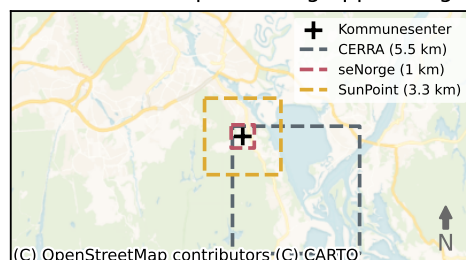 Kommunesenter
CERRA (5.5 km)
seNorge (1 km)
SunPoint (3.3 km)
N
(C) OpenStreetMap contributors (C) CARTO